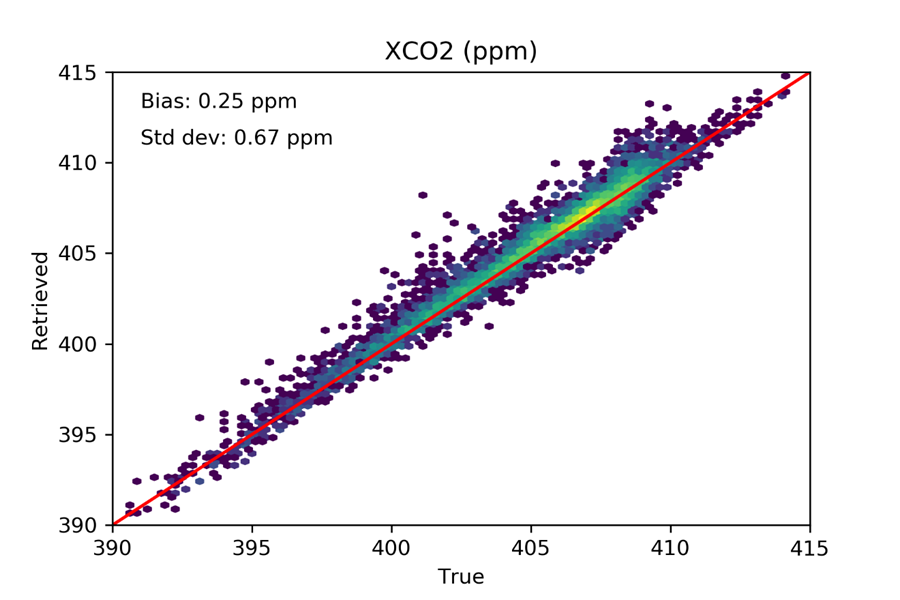 XCO2 (ppm)
Bias: 0.25 ppm
Std dev: 0.67 ppm
415
410
405
400
395
390
Retrieved
390 395 400 405 410 415
True